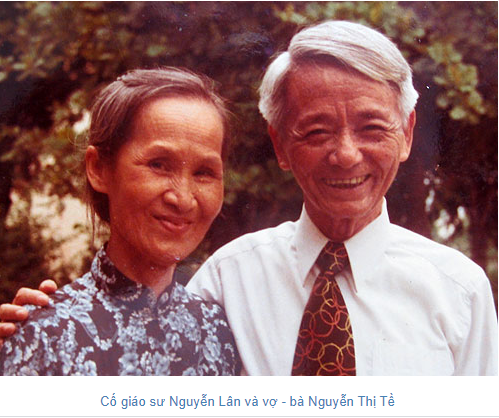 Cố giáo sư Nguyễn Lân và vợ - bà Nguyễn Thị Tề